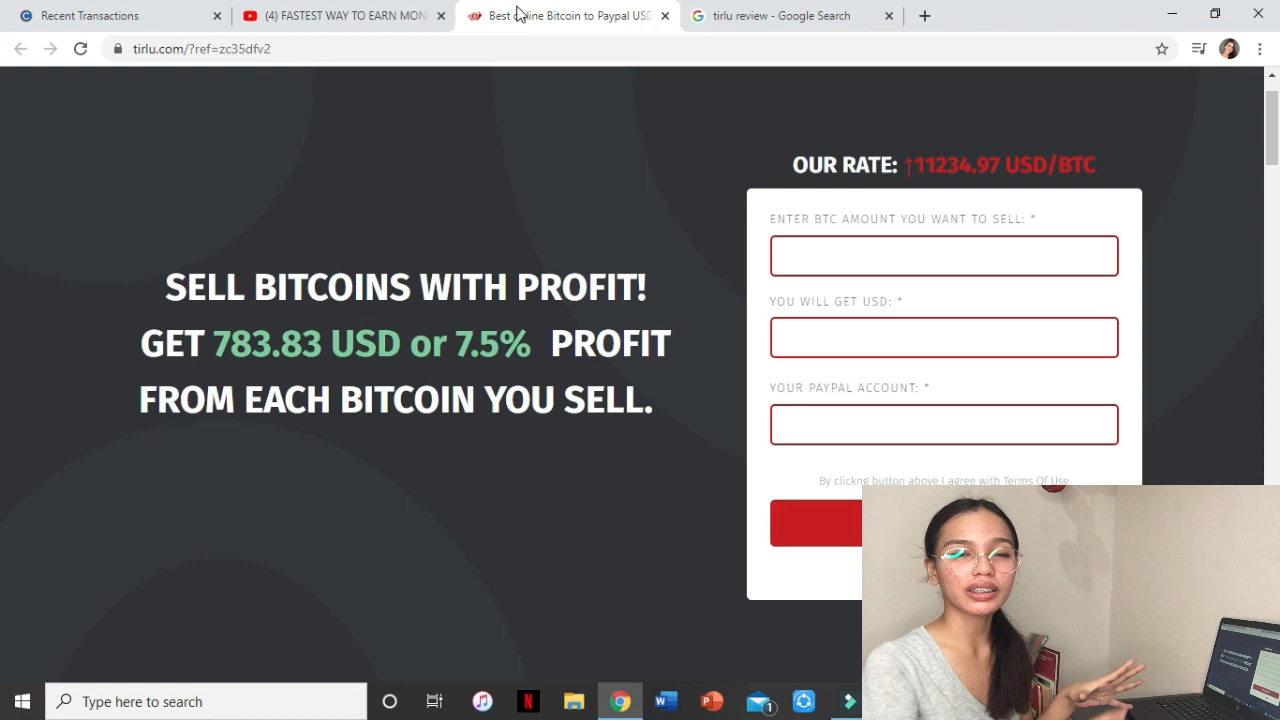 Recent Transactions
(4) FASTEST WAY TO EARN MON
Best online Bitcoin to Paypal USD
tirlu review - Google Search
tirlu.com/?ref=zc35dfv2
OUR RATE: ↑11234.97 USD/BTC
ENTER BTC AMOUNT YOU WANT TO SELL: *
YOU WILL GET USD: *
YOUR PAYPAL ACCOUNT: *
By clickng button above I agree with Terms Of Use
SELL BITCOINS WITH PROFIT!
GET 783.83 USD or 7.5% PROFIT
FROM EACH BITCOIN YOU SELL.
Type here to search
1